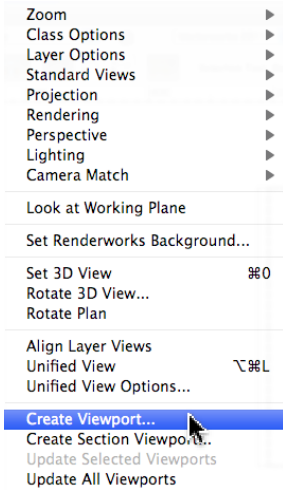 Zoom
Class Options
Layer Options
Standard Views
Projection
Rendering
Perspective
Lighting
Camera Match
Look at Working Plane
Set Renderworks Background...
Set 3D View ⌘0
Rotate 3D View...
Rotate Plan
Align Layer Views
Unified View ⌥⌘L
Unified View Options...
Create Viewport...
Create Section Viewport...
Update Selected Viewports
Update All Viewports